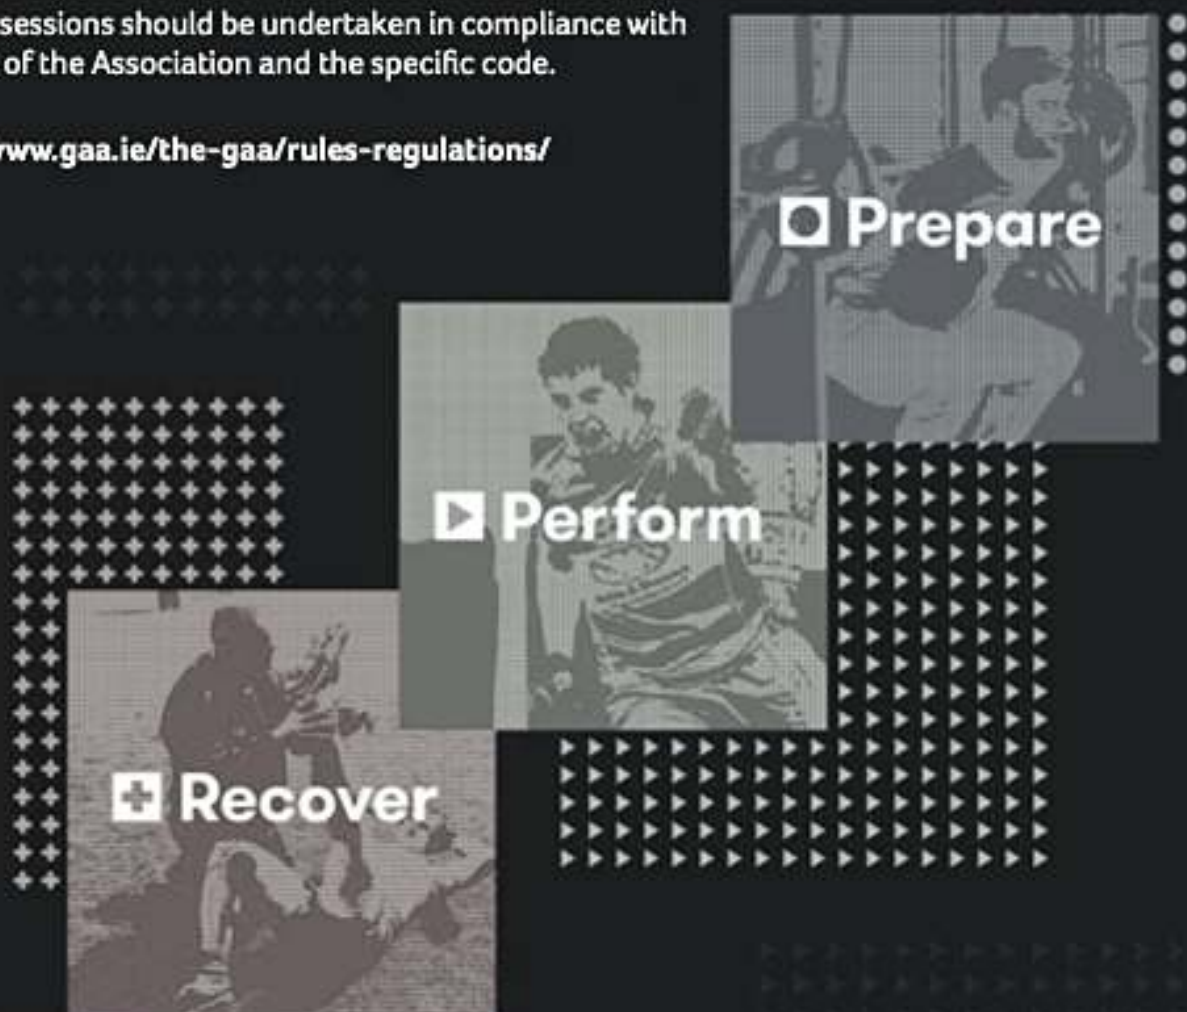 sessions should be undertaken in compliance with
of the Association and the specific code.
www.gaa.ie/the-gaa/rules-regulations/
Prepare
Perform
Recover